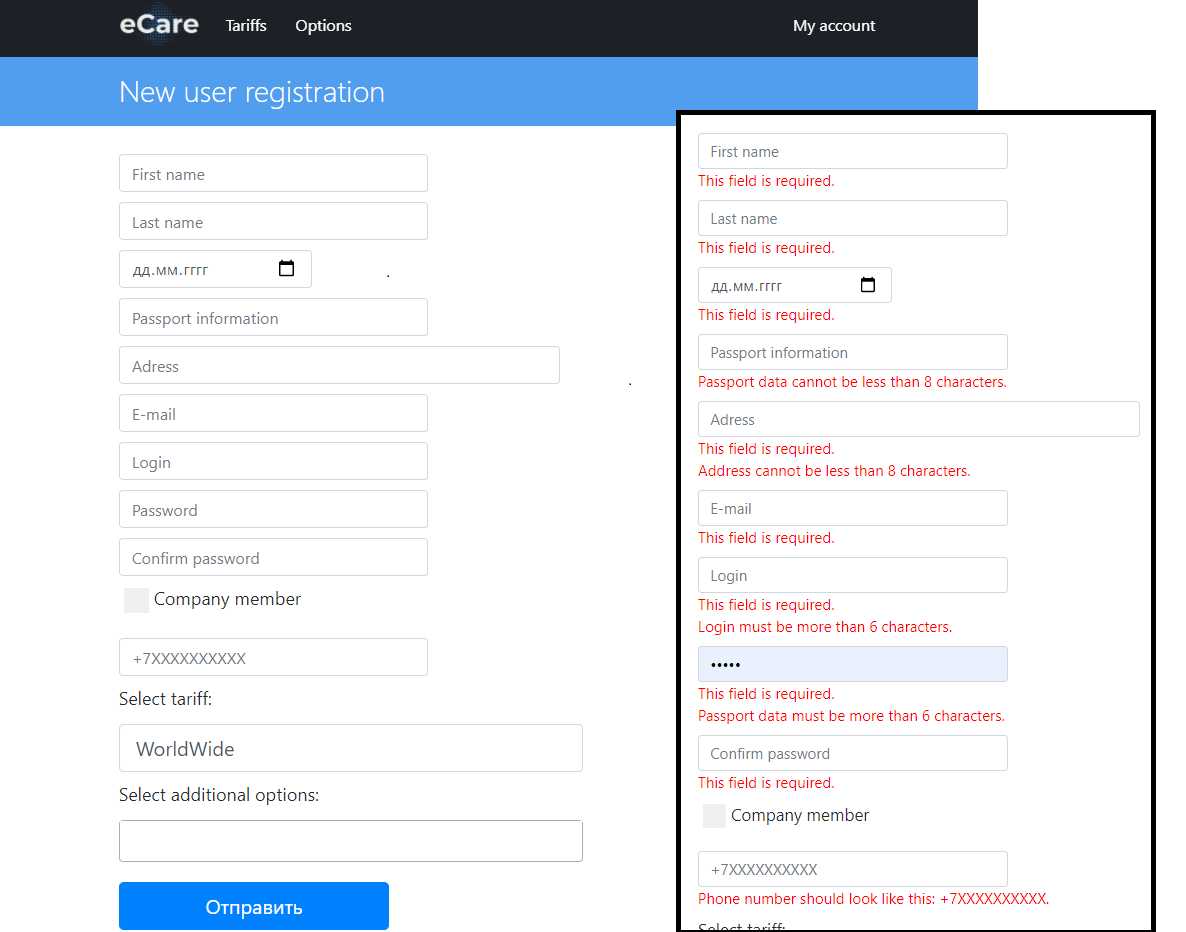 eCare Tariffs Options My account
New user registration
First name
Last name
дд.мм.гггг
.
Passport information
Adress
.
E-mail
Login
Password
Confirm password
Company member
+7XXXXXXXXXX
Select tariff:
WorldWide
Select additional options:
Отправить
First name
This field is required.
Last name
This field is required.
дд.мм.гггг
This field is required.
Passport information
Passport data cannot be less than 8 characters.
Adress
This field is required.
Address cannot be less than 8 characters.
E-mail
This field is required.
Login
This field is required.
Login must be more than 6 characters.
•••••
This field is required.
Passport data must be more than 6 characters.
Confirm password
This field is required.
Company member
+7XXXXXXXXXX
Phone number should look like this: +7XXXXXXXXXX.
Select tariff: